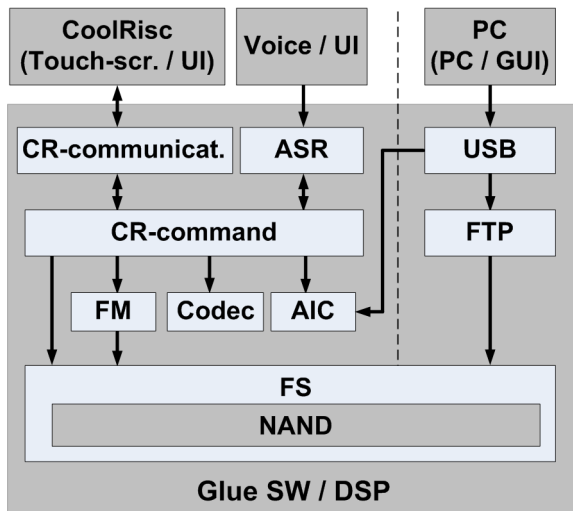 CoolRisc
(Touch-scr. / UI)
Voice / UI
PC
(PC / GUI)
CR-communicat.
ASR
USB
CR-command
FTP
FM
Codec
AIC
FS
NAND
Glue SW / DSP